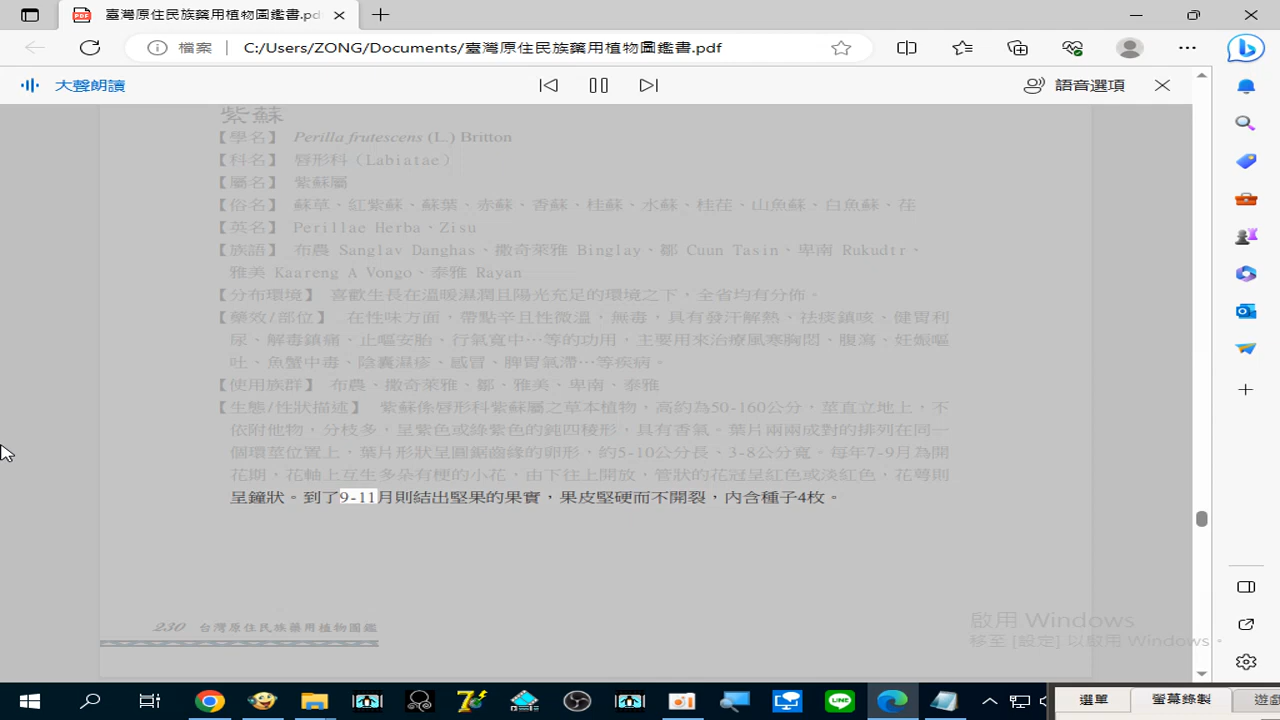 臺灣原住民族藥用植物圖鑑書.pd
檔案
C:/Users/ZONG/Documents/臺灣原住民族藥用植物圖鑑書.pdf
大聲朗讀
語音選項
紫蘇
【學名】 Perilla frutescens (L.) Britton
【科名】 唇形科（Labiatae）
【屬名】 紫蘇屬
【俗名】 蘇草、紅紫蘇、蘇葉、赤蘇、香蘇、桂蘇、水蘇、桂荏、山魚蘇、白魚蘇、荏
【英名】 Perillae Herba、Zisu
【族語】 布農 Sanglav Danghas、撒奇萊雅 Binglay、鄒 Cuun Tasin、卑南 Rukudtr、
雅美 Kaareng A Vongo、泰雅 Rayan
【分布環境】 喜歡生長在溫暖濕潤且陽光充足的環境之下，全省均有分佈。
【藥效/部位】 在性味方面，帶點辛且性微溫，無毒，具有發汗解熱、祛痰鎮咳、健胃利
尿、解毒鎮痛、止嘔安胎，行氣寬中…等的功用，主要用來治療風寒胸悶、腹瀉、妊娠嘔
吐、魚蟹中毒、陰囊濕疹、感冒、脾胃氣滯…等疾病。
【使用族群】 布農、撒奇萊雅、鄒、雅美、卑南、泰雅
【生態/性狀描述】 紫蘇係唇形科紫蘇屬之草本植物，高約為50-160公分，莖直立地上，不
依附他物，分枝多，呈紫色或綠紫色的鈍四稜形，具有香氣。葉片兩兩成對的排列在同一
個環莖位置上，葉片形狀呈圓鋸齒緣的卵形，約5-10公分長、3-8公分寬。每年7-9月為開
花期，花軸上互生多朵有梗的小花，由下往上開放，管狀的花冠呈紅色或淡紅色，花萼則
呈鐘狀。到了9-11月則結出堅果的果實，果皮堅硬而不開裂，內含種子4枚。
230 台灣原住民族藥用植物圖鑑
啟用 Windows
移至 [設定] 以啟用 Windows。
LINE
選單
螢幕錄製
遊戲